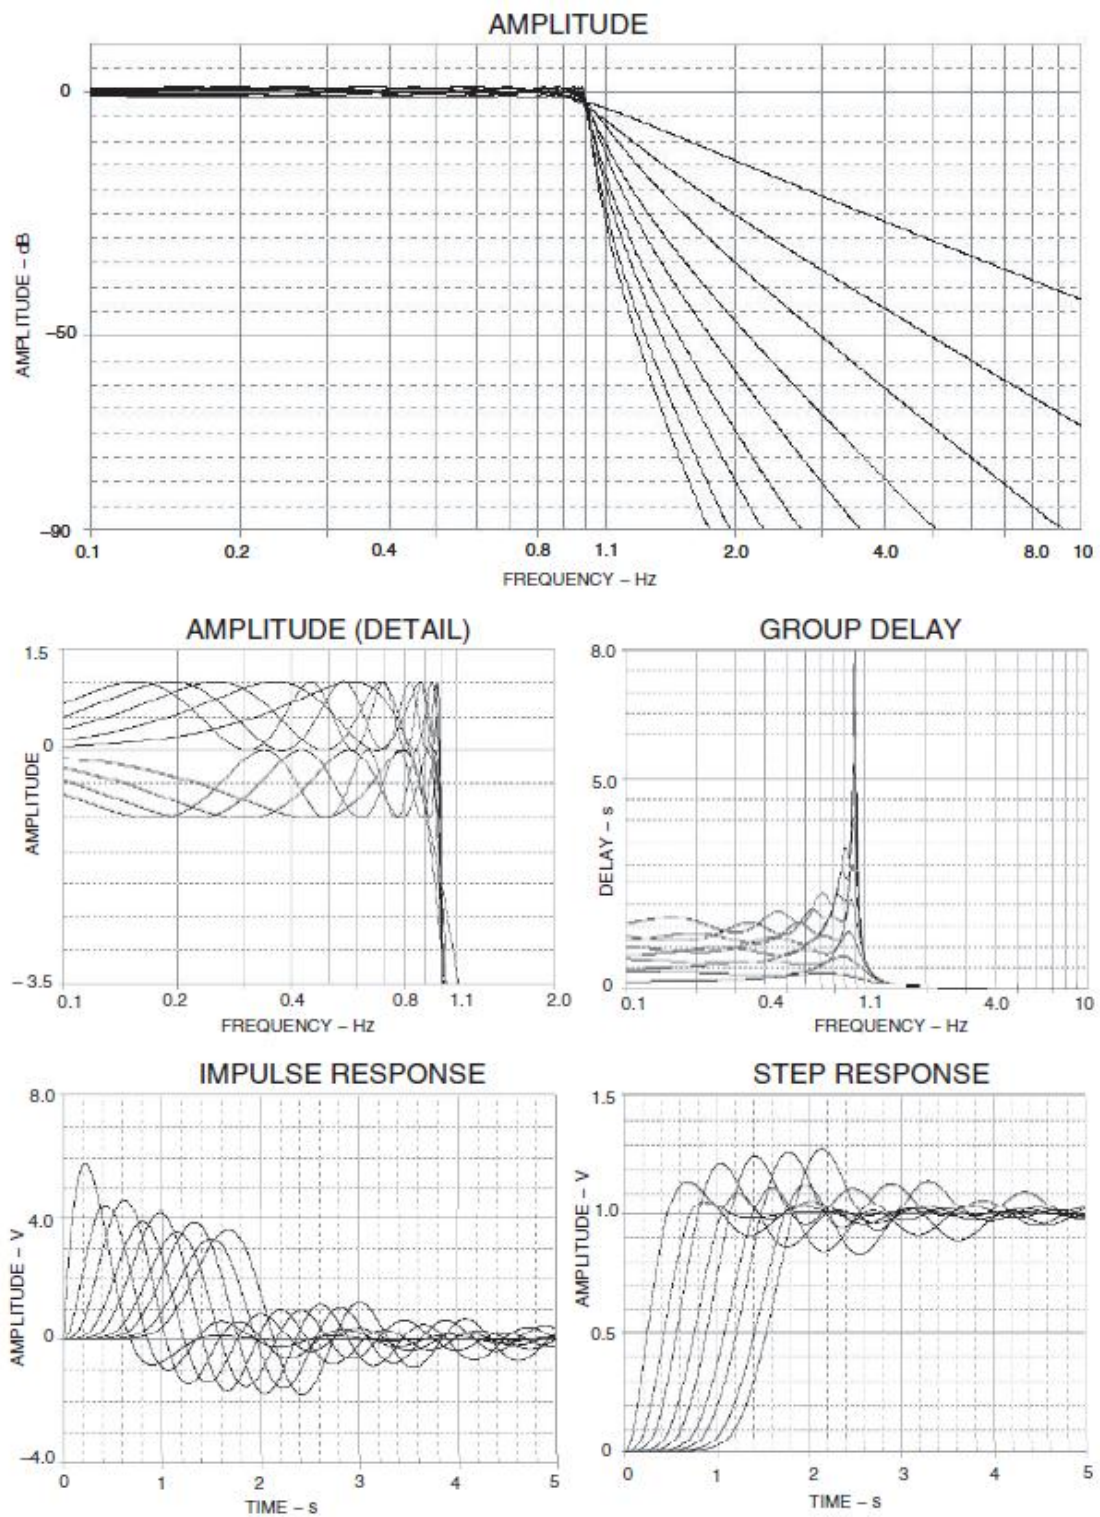 AMPLITUDE
0
AMPLITUDE – dB
–50
–90
0.1 0.2 0.4 0.8 1.1 2.0 4.0 8.0 10
FREQUENCY – Hz
AMPLITUDE (DETAIL)
1.5
0
AMPLITUDE
–3.5
0.1 0.2 0.4 0.8 1.1 2.0
FREQUENCY – Hz
GROUP DELAY
8.0
5.0
DELAY – s
0
0.1 0.4 1.1 4.0 10
FREQUENCY – Hz
IMPULSE RESPONSE
8.0
4.0
AMPLITUDE – V
0
–4.0
0 1 2 3 4 5
TIME – s
STEP RESPONSE
1.5
1.0
AMPLITUDE – V
0.5
0
0 1 2 3 4 5
TIME – s